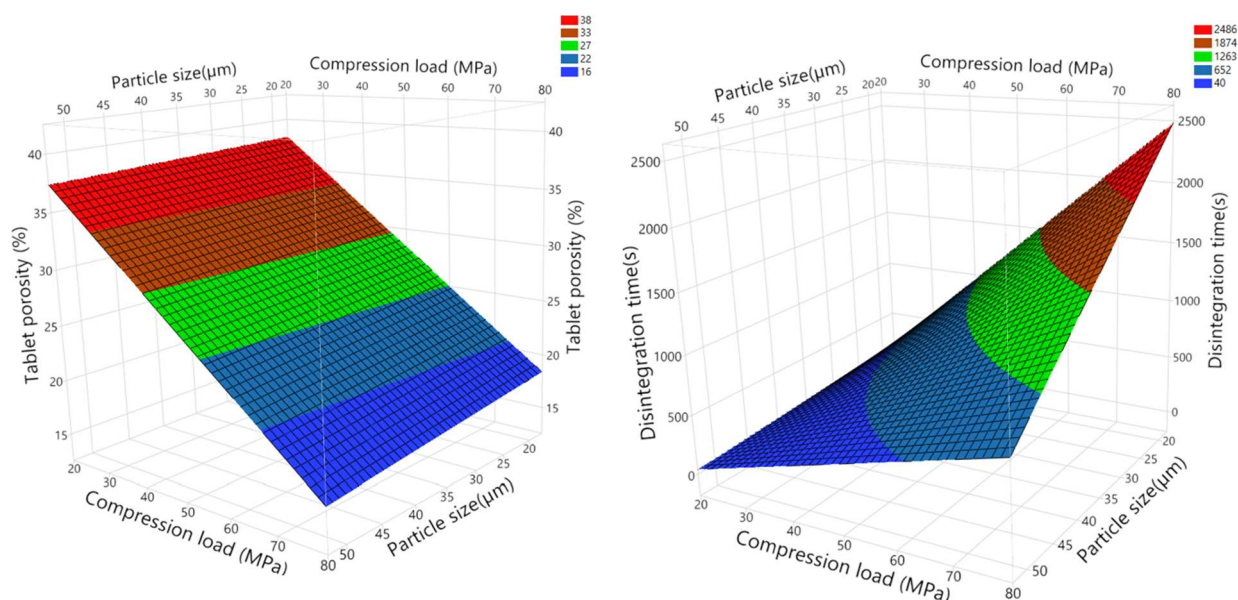 38
33
27
22
16
Particle size(µm)
Compression load (MPa)
50 45 40 35 30 25 20 20 30 40 50 60 70 80
40
35
30
25
20
15
Tablet porosity (%)
40
35
30
25
20
15
Tablet porosity (%)
20 30 40 50 60 70 80
Compression load (MPa)
50 45 40 35 30 25 20
Particle size(µm)
2486
1874
1263
652
40
Particle size(µm)
Compression load (MPa)
50 45 40 35 30 25 20 20 30 40 50 60 70 80
2500
2000
1500
1000
500
0
Disintegration time(s)
2500
2000
1500
1000
500
0
Disintegration time(s)
20 30 40 50 60 70 80
Compression load (MPa)
50 45 40 35 30 25 20
Particle size(µm)